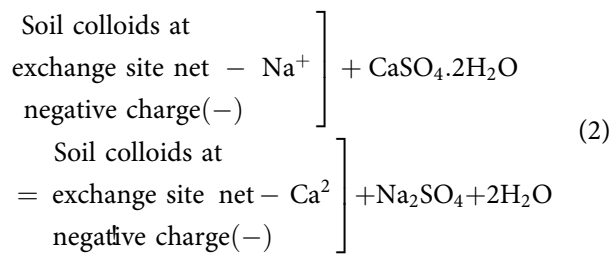 Soil colloids at
exchange site net − Na⁺] + CaSO₄.2H₂O
negative charge(−)
(2)
Soil colloids at
= exchange site net − Ca²] +Na₂SO₄+2H₂O
negative charge(−)